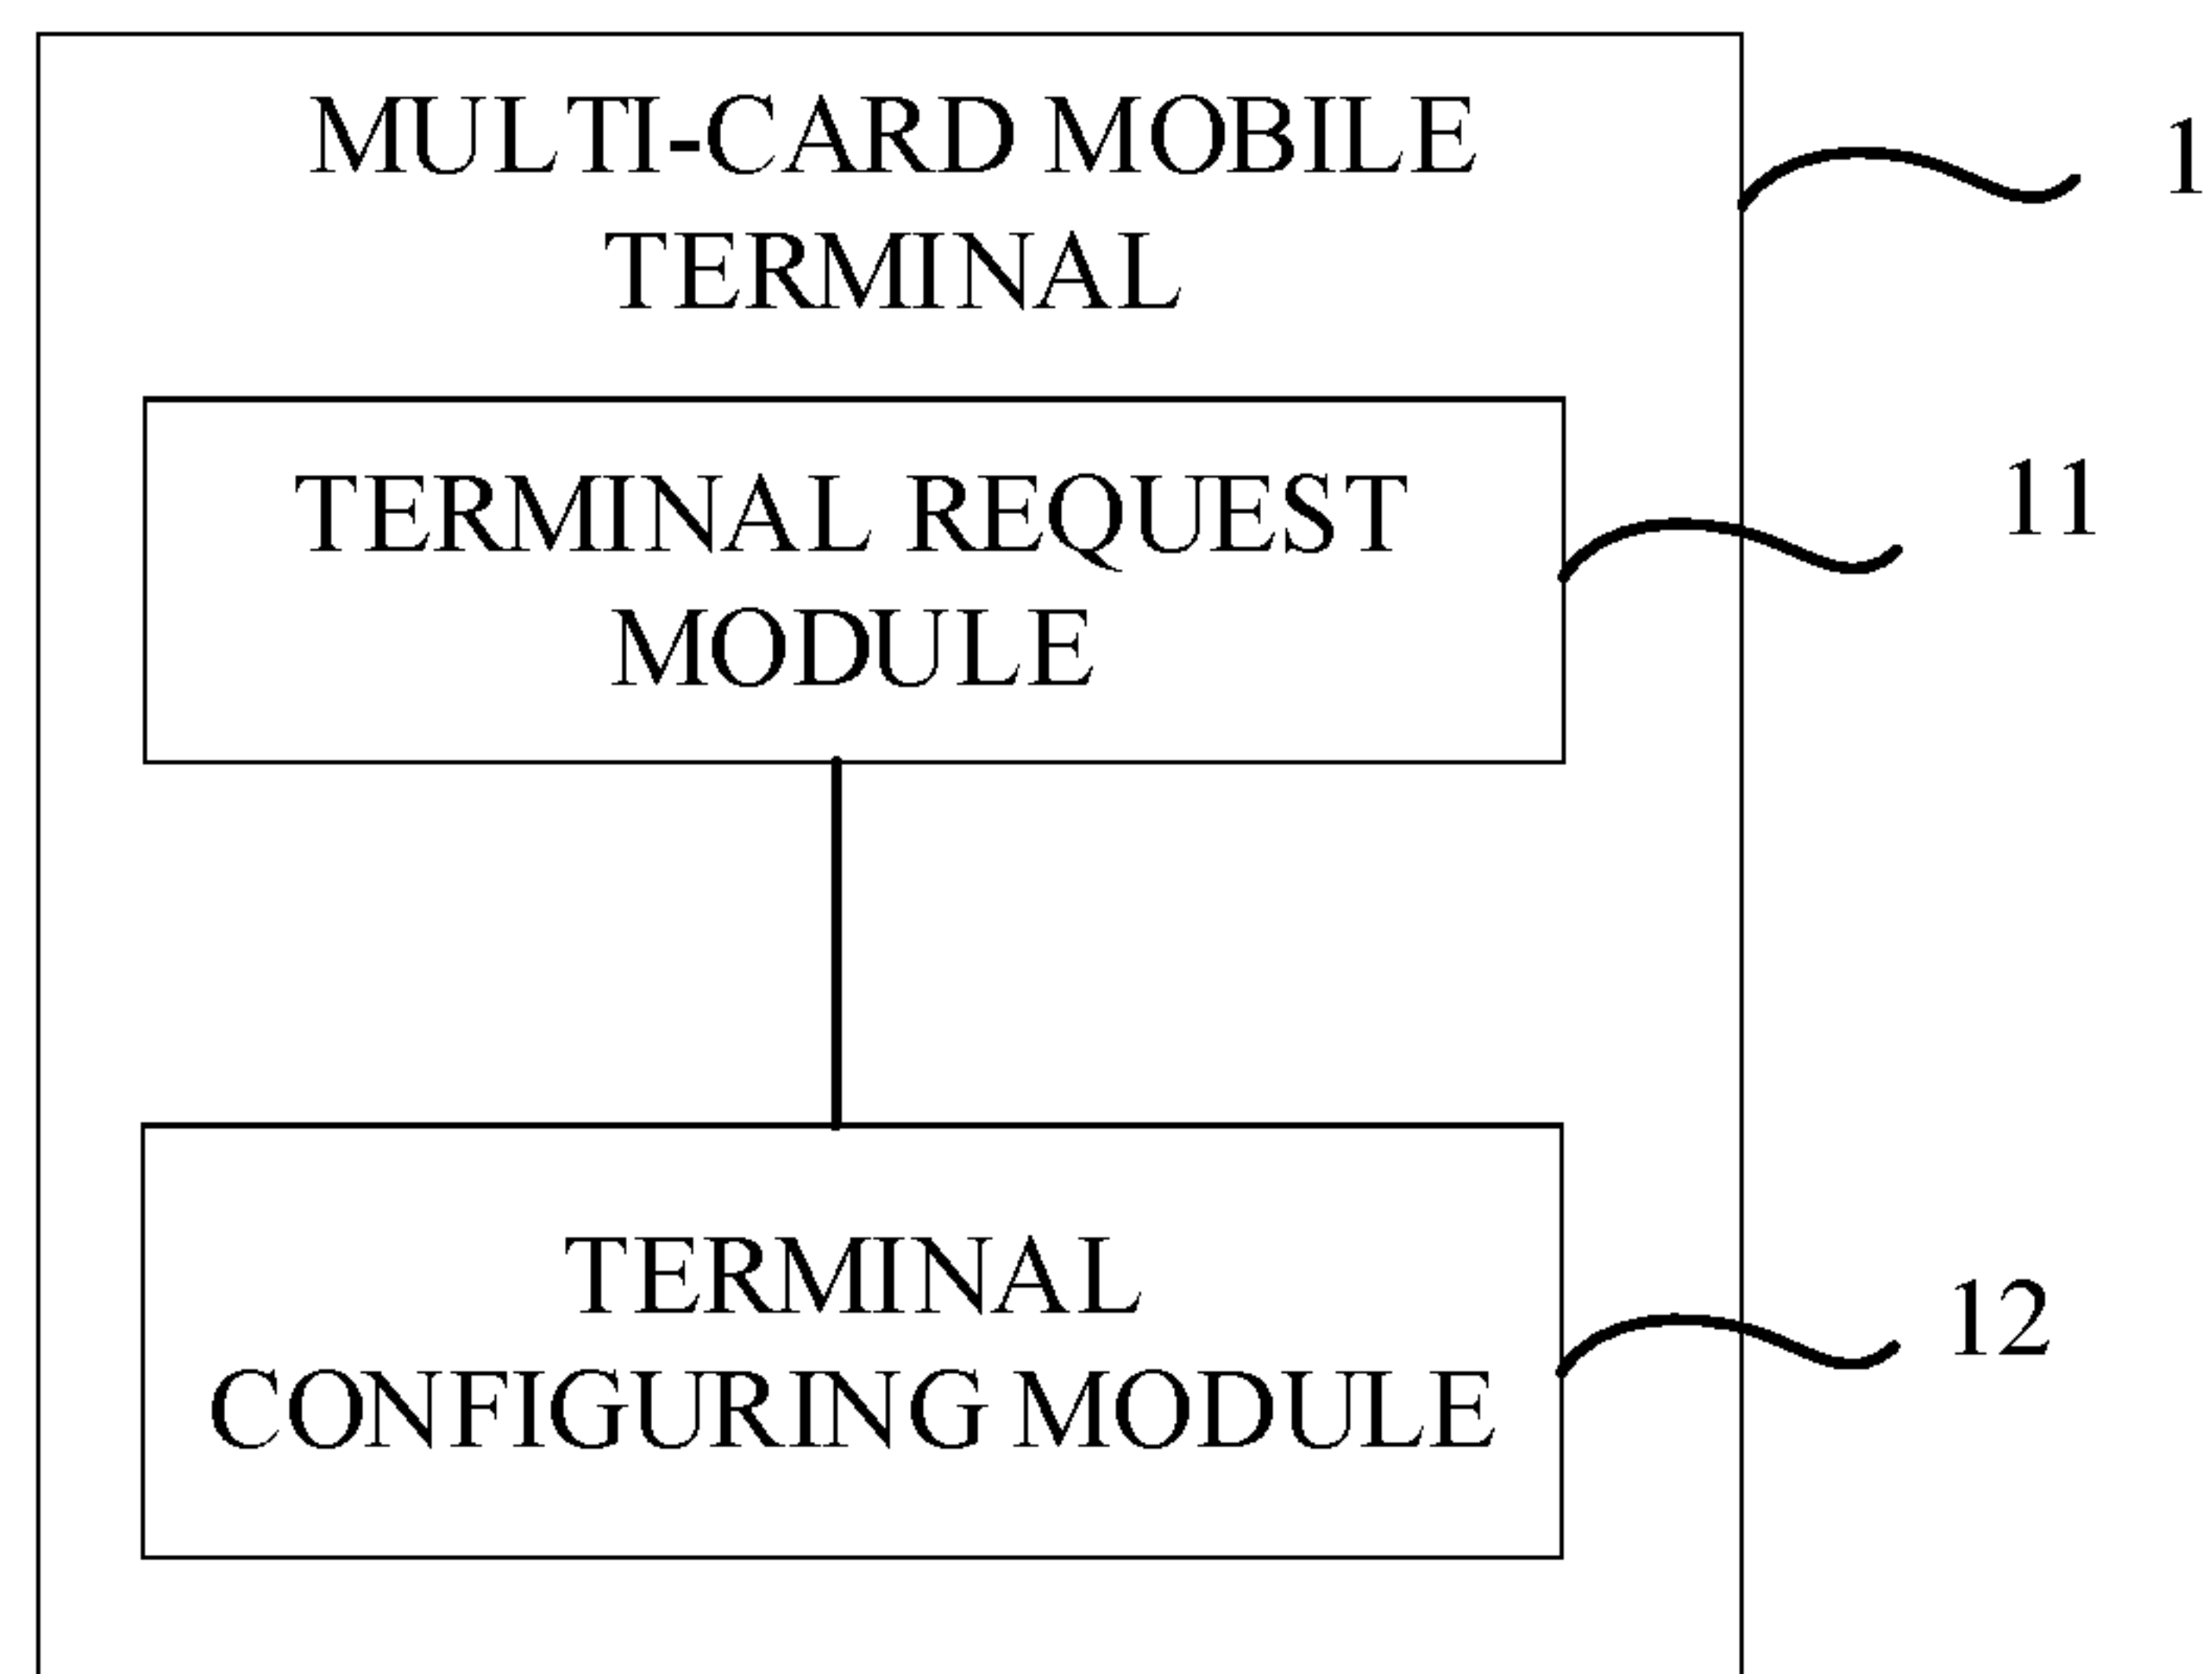 MULTI-CARD MOBILE
TERMINAL
1
TERMINAL REQUEST
MODULE
11
TERMINAL
CONFIGURING MODULE
12